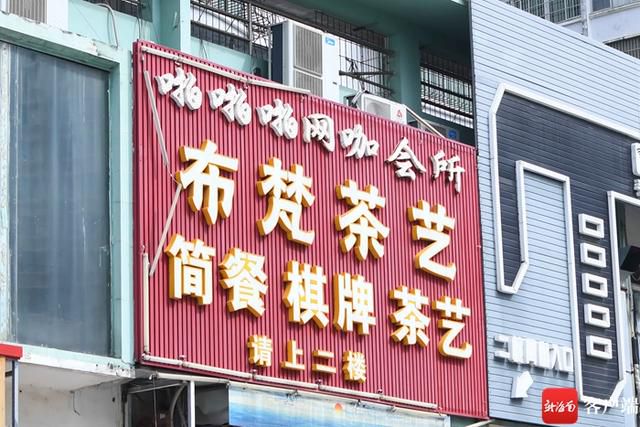 啪啪啪网咖会所
布梵茶艺
简餐 棋牌 茶艺
请上二楼
新海南 客户端